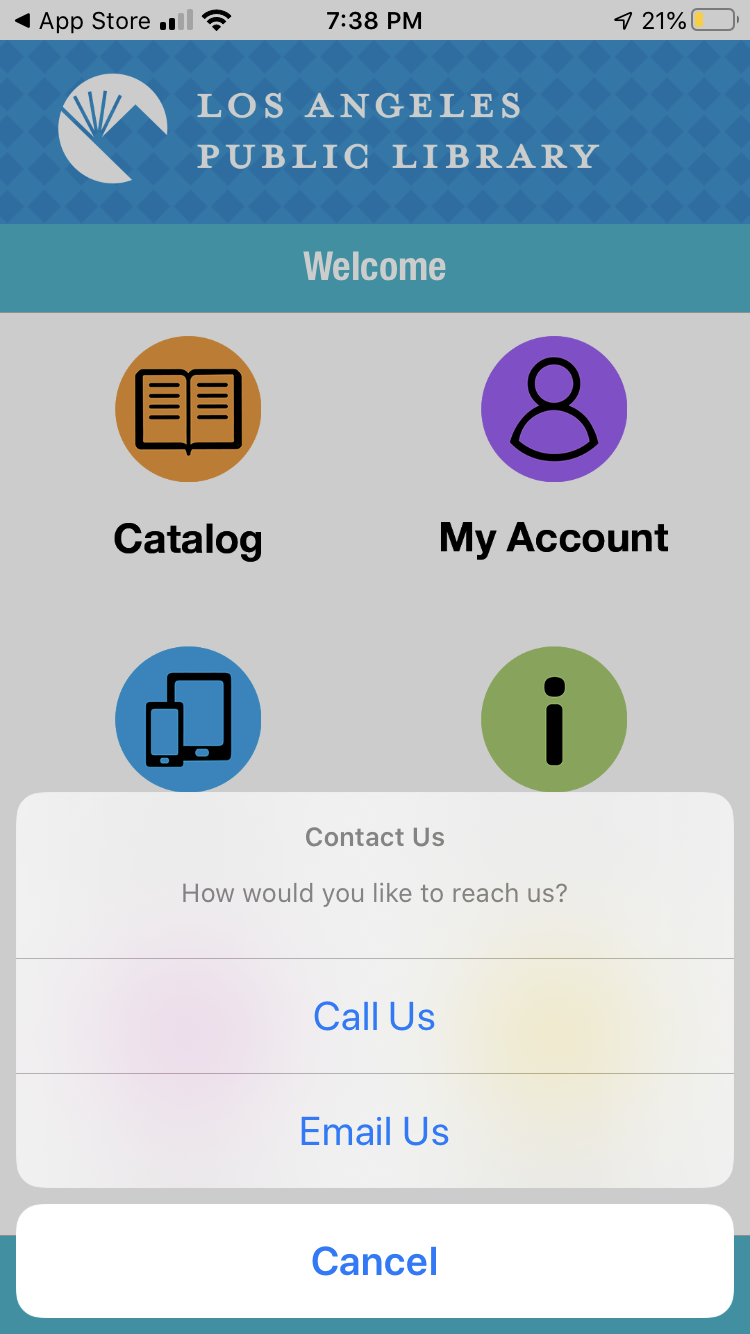 App Store
7:38 PM
21%
LOS ANGELES
PUBLIC LIBRARY
Welcome
Catalog
My Account
Contact Us
How would you like to reach us?
Call Us
Email Us
Cancel